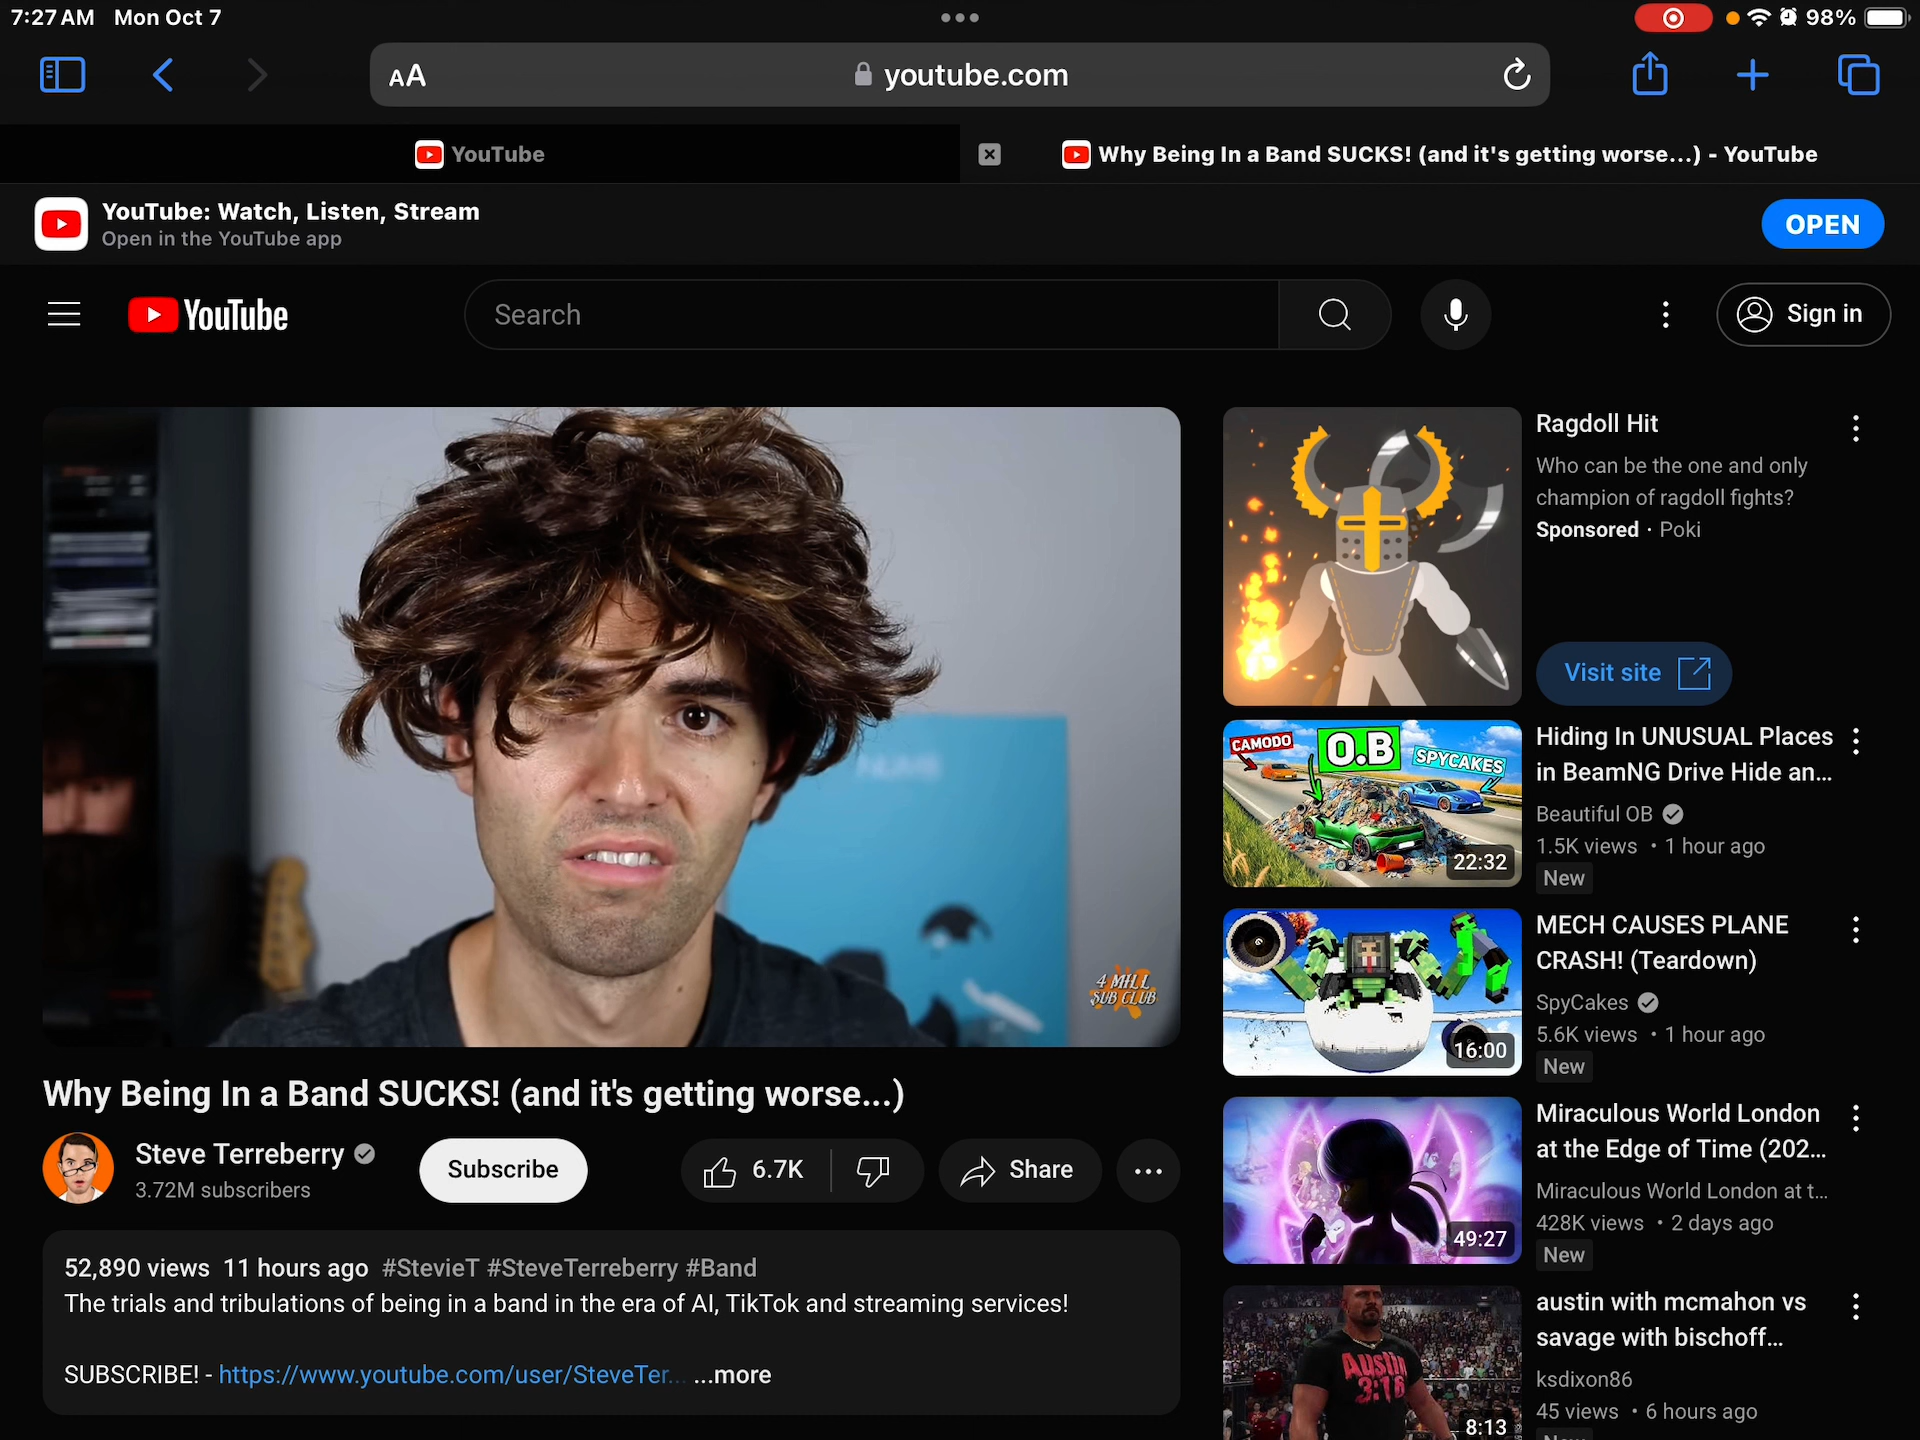 7:27 AM Mon Oct 7
98%
AA
youtube.com
YouTube
Why Being In a Band SUCKS! (and it's getting worse...) - YouTube
YouTube: Watch, Listen, Stream
Open in the YouTube app
OPEN
YouTube
Search
Sign in
4 MILL
SUB CLUB
Why Being In a Band SUCKS! (and it's getting worse...)
Steve Terreberry
3.72M subscribers
Subscribe
6.7K
Share
52,890 views 11 hours ago #StevieT #SteveTerreberry #Band
The trials and tribulations of being in a band in the era of AI, TikTok and streaming services!
SUBSCRIBE! - https://www.youtube.com/user/SteveTer... ...more
Ragdoll Hit
Who can be the one and only
champion of ragdoll fights?
Sponsored · Poki
Visit site
CAMODO
O.B
SPYCAKES
22:32
Hiding In UNUSUAL Places
in BeamNG Drive Hide an...
Beautiful OB
1.5K views • 1 hour ago
New
16:00
MECH CAUSES PLANE
CRASH! (Teardown)
SpyCakes
5.6K views • 1 hour ago
New
49:27
Miraculous World London
at the Edge of Time (202...
Miraculous World London at t...
428K views • 2 days ago
New
AUSTIN
3:16
8:13
austin with mcmahon vs
savage with bischoff...
ksdixon86
45 views • 6 hours ago
New